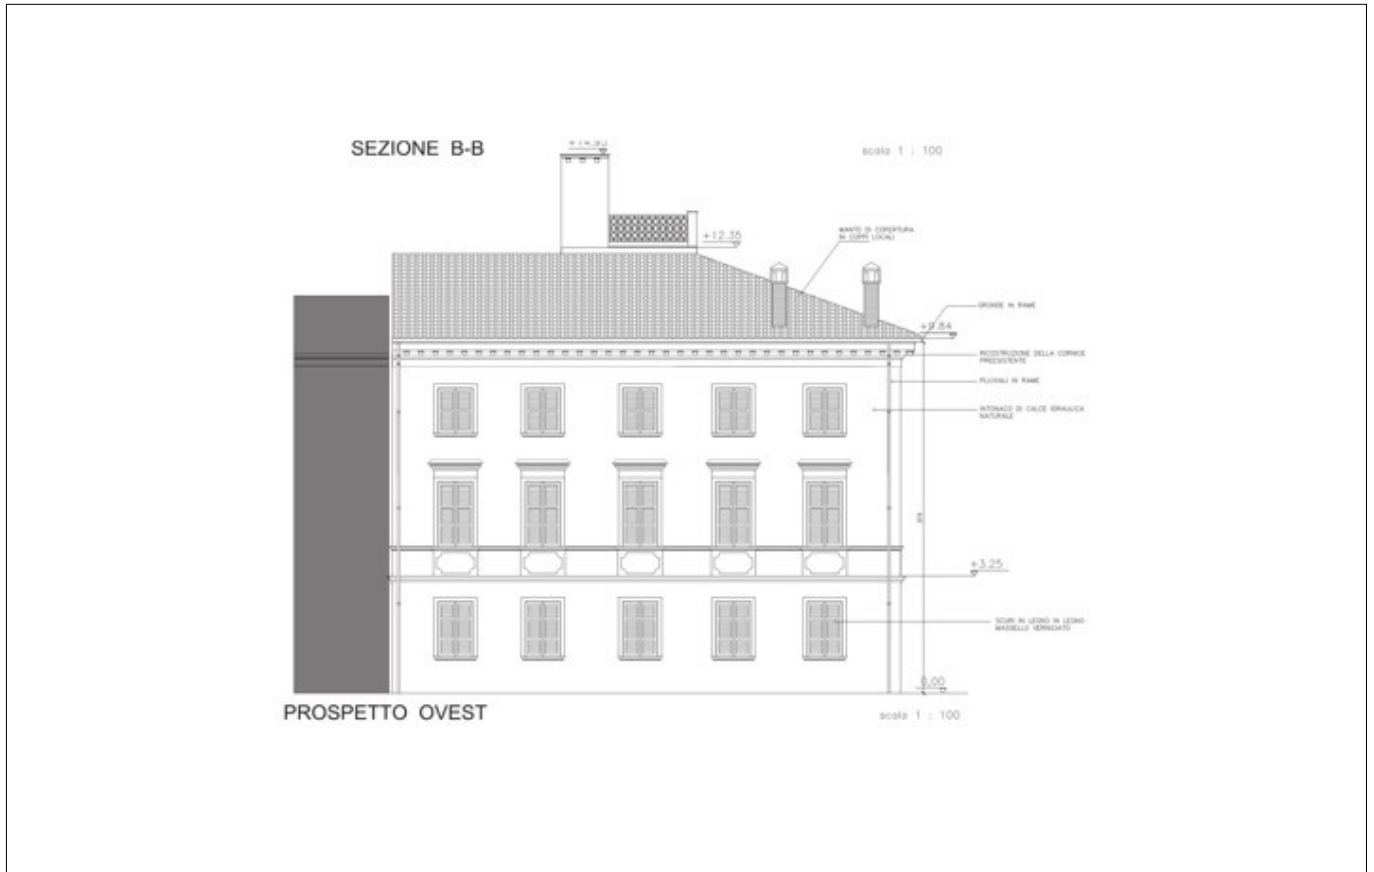 SEZIONE B-B
scala 1 : 100
+12.35
MANTO DI COPERTURA
IN COPPI LOCALI
GRONDE IN RAME
+9.84
RICOSTRUZIONE DELLA CORNICE
PREESISTENTE
PLUVIALI IN RAME
INTONACO DI CALCE IDRAULICA
NATURALE
+3.25
SCURI IN LEGNO IN LEGNO
MASSELLO VERNICIATO
0.00
PROSPETTO OVEST
scala 1 : 100